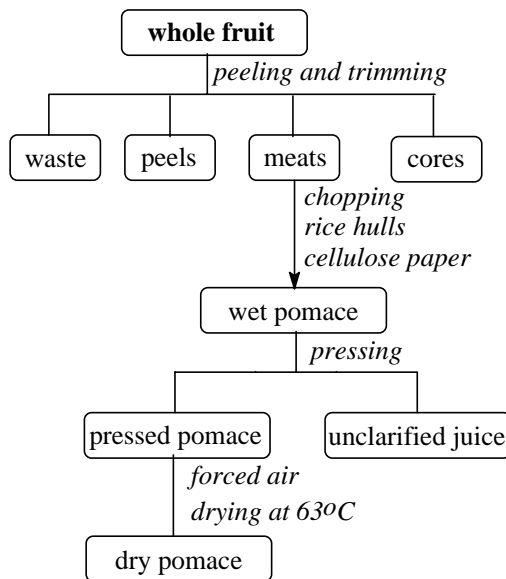 whole fruit
peeling and trimming
waste
peels
meats
cores
chopping
rice hulls
cellulose paper
wet pomace
pressing
pressed pomace
unclarified juice
forced air
drying at 63ºC
dry pomace